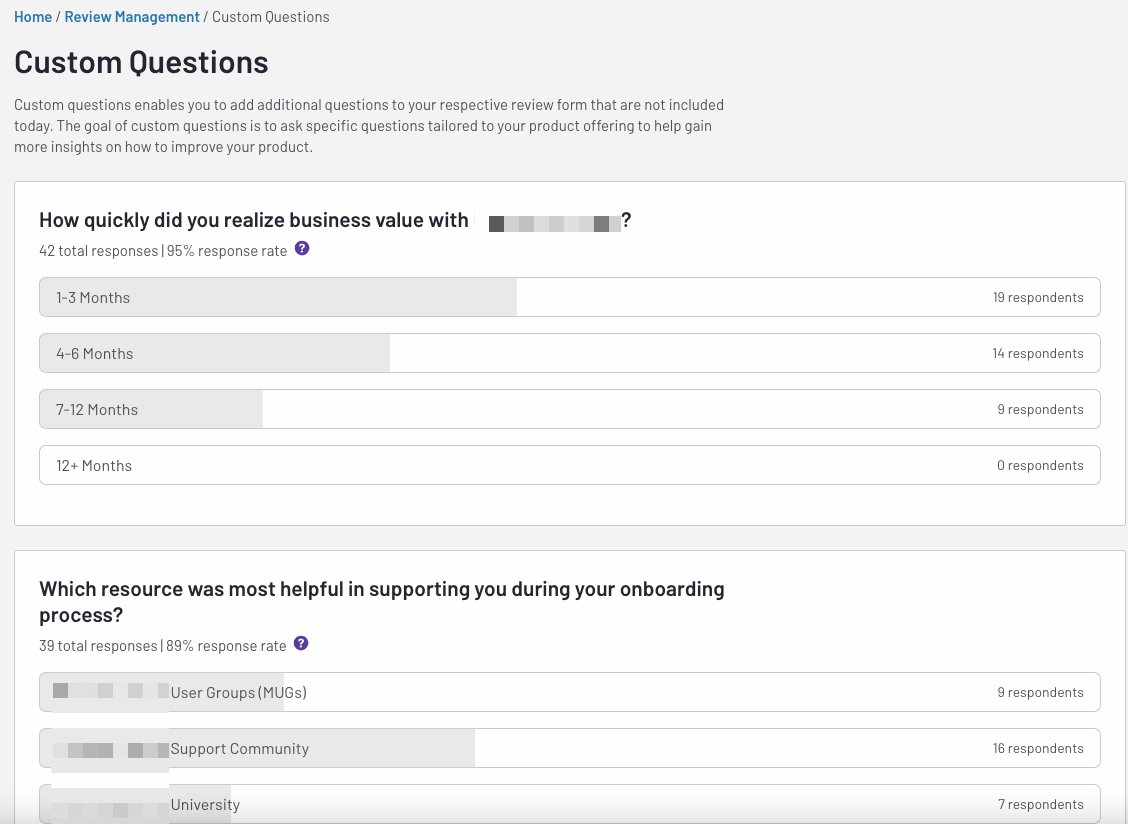 Home / Review Management / Custom Questions
Custom Questions
Custom questions enables you to add additional questions to your respective review form that are not included
today. The goal of custom questions is to ask specific questions tailored to your product offering to help gain
more insights on how to improve your product.
How quickly did you realize business value with ?
42 total responses | 95% response rate ?
1-3 Months 19 respondents
4-6 Months 14 respondents
7-12 Months 9 respondents
12+ Months 0 respondents
Which resource was most helpful in supporting you during your onboarding
process?
39 total responses | 89% response rate ?
User Groups (MUGs) 9 respondents
Support Community 16 respondents
University 7 respondents